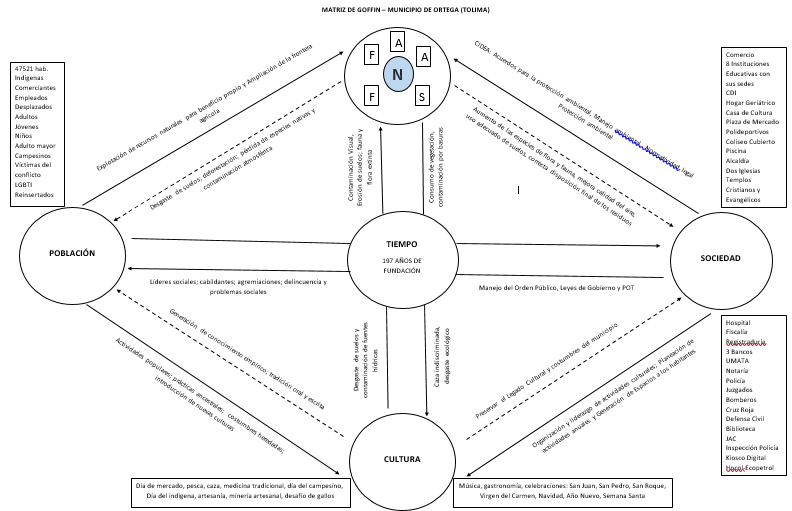 MATRIZ DE GOFFIN – MUNICIPIO DE ORTEGA (TOLIMA)
47521 hab.
Indígenas
Comerciantes
Empleados
Desplazados
Adultos
Jóvenes
Niños
Adulto mayor
Campesinos
Víctimas del
conflicto
LGBTI
Reinsertados
Explotación de recursos naturales para beneficio propio y Ampliación de la frontera
agrícola
Desgaste de suelos; deforestación; pérdida de especies nativas y
contaminación atmosférica
F
A
A
N
F
S
CIDEA: Acuerdos para la protección ambiental, Manejo
ambiental, Normatividad legal
Protección ambiental
Aumento de las especies de flora y fauna, mejora calidad del aire,
uso adecuado de suelos, correcta disposición final de los residuos
Comercio
8 Instituciones
Educativas con
sus sedes
CDI
Hogar Geriátrico
Casa de Cultura
Plaza de Mercado
Polideportivos
Coliseo Cubierto
Piscina
Alcaldía
Dos Iglesias
Templos
Cristianos y
Evangélicos
Contaminación Visual,
Erosión de suelos; fauna y
flora extinta
Consumo de vegetación,
contaminación por basuras
POBLACIÓN
TIEMPO
197 AÑOS DE
FUNDACIÓN
SOCIEDAD
Líderes sociales; cabildantes; agremiaciones; delincuencia y
problemas sociales
Manejo del Orden Público, Leyes de Gobierno y POT
Generación de conocimiento empírico: tradición oral y escrita
Actividades populares; prácticas ancestrales; costumbres heredadas;
introducción de nuevas culturas
Desgaste de suelos y
contaminación de fuentes
hídricas
Caza indiscriminada,
desgaste ecológico
Preservar el Legado Cultural y costumbres del municipio
Organización y liderazgo de actividades culturales; Planeación de
actividades anuales y Generación de Espacios a los habitantes
Hospital
Fiscalía
Registraduría
3 Bancos
UMATA
Notaría
Policía
Juzgados
Bomberos
Cruz Roja
Defensa Civil
Biblioteca
JAC
Inspección Policía
Kiosco Digital
Hocol-Ecopetrol
CULTURA
Día de mercado, pesca, caza, medicina tradicional, día del campesino,
Día del indígena, artesanía, minería artesanal, desafío de gallos
Música, gastronomía, celebraciones: San Juan, San Pedro, San Roque,
Virgen del Carmen, Navidad, Año Nuevo, Semana Santa